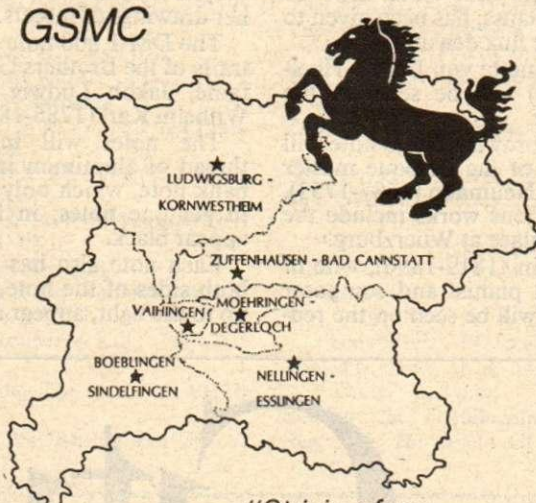 GSMC
LUDWIGSBURG -
KORNWESTHEIM
ZUFFENHAUSEN - BAD CANNSTATT
VAIHINGEN
MOEHRINGEN -
DEGERLOCH
BOEBLINGEN -
SINDELFINGEN
NELLINGEN -
ESSLINGEN